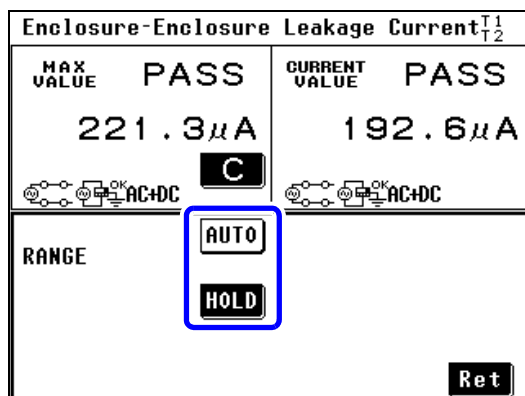 Enclosure-Enclosure Leakage Current T1 T2
MAX VALUE PASS
CURRENT VALUE PASS
221.3μA
192.6μA
C
OK AC+DC
OK AC+DC
AUTO
RANGE
HOLD
Ret